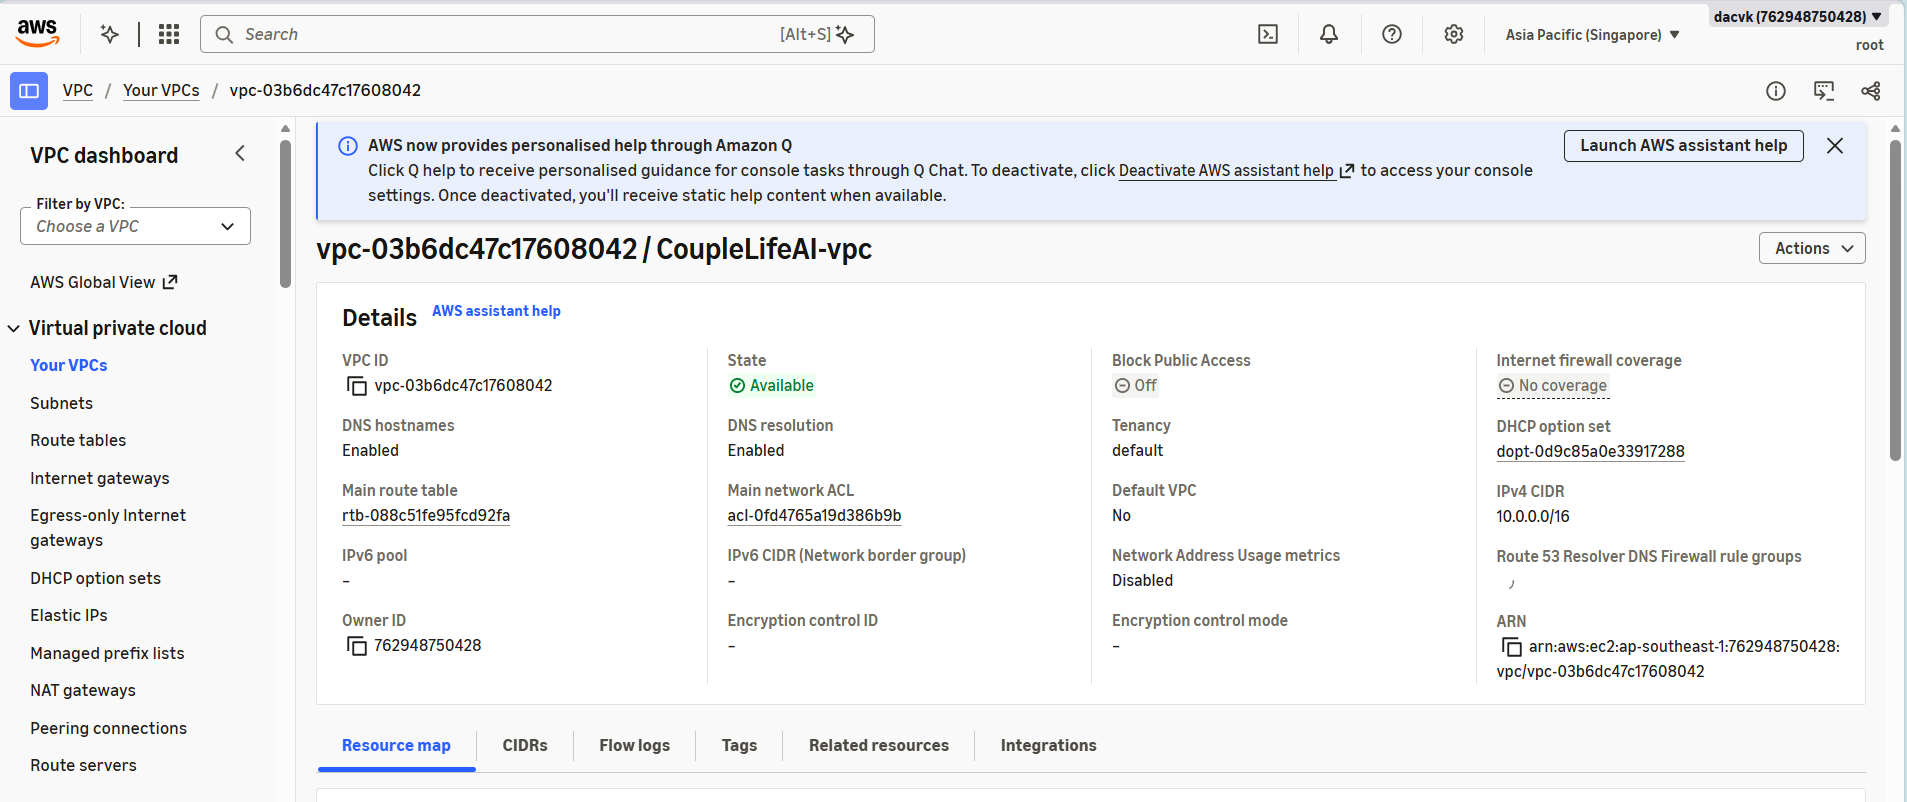 aws
Search
[Alt+S]
Asia Pacific (Singapore)
dacvk (762948750428)
root
VPC / Your VPCs / vpc-03b6dc47c17608042
VPC dashboard
Filter by VPC:
Choose a VPC
AWS Global View
Virtual private cloud
Your VPCs
Subnets
Route tables
Internet gateways
Egress-only Internet
gateways
DHCP option sets
Elastic IPs
Managed prefix lists
NAT gateways
Peering connections
Route servers
AWS now provides personalised help through Amazon Q
Click Q help to receive personalised guidance for console tasks through Q Chat. To deactivate, click Deactivate AWS assistant help to access your console
settings. Once deactivated, you'll receive static help content when available.
Launch AWS assistant help
vpc-03b6dc47c17608042 / CoupleLifeAI-vpc
Actions
Details
AWS assistant help
VPC ID
vpc-03b6dc47c17608042
State
Available
Block Public Access
Off
Internet firewall coverage
No coverage
DNS hostnames
Enabled
DNS resolution
Enabled
Tenancy
default
DHCP option set
dopt-0d9c85a0e33917288
Main route table
rtb-088c51fe95fcd92fa
Main network ACL
acl-0fd4765a19d386b9b
Default VPC
No
IPv4 CIDR
10.0.0.0/16
IPv6 pool
–
IPv6 CIDR (Network border group)
–
Network Address Usage metrics
Disabled
Route 53 Resolver DNS Firewall rule groups
Owner ID
762948750428
Encryption control ID
–
Encryption control mode
–
ARN
arn:aws:ec2:ap-southeast-1:762948750428:
vpc/vpc-03b6dc47c17608042
Resource map
CIDRs
Flow logs
Tags
Related resources
Integrations